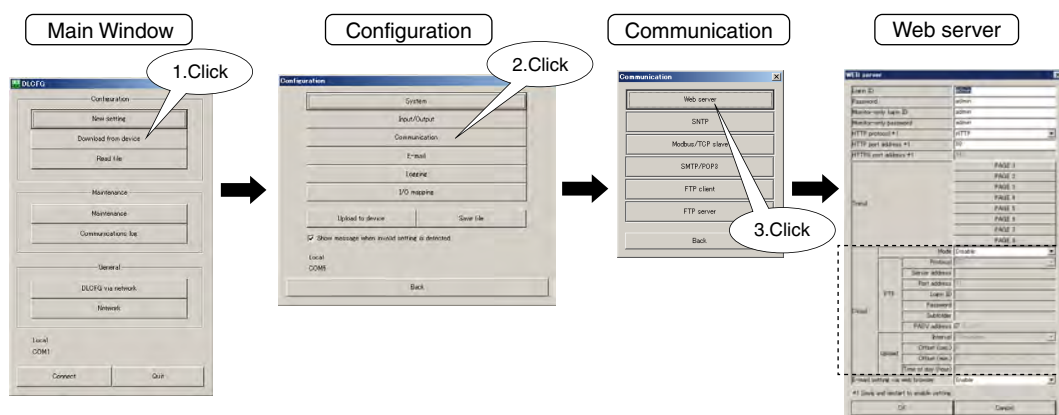 Main Window
Configuration
Communication
Web server
1.Click
2.Click
3.Click
DLCFG
Configuration
New setting
Download from device
Read file
Maintenance
Maintenance
Communications log
General
DLCFG via network
Network
Local
COM1
Connect
Quit
Configuration
System
Input/Output
Communication
E-mail
Logging
I/O mapping
Upload to device
Save file
Show message when invalid setting is detected.
Local
Back
Communication
Web server
SNTP
Modbus/TCP slave
SMTP/POP3
FTP client
FTP server
Back
WEB server
Login ID
admin
Password
admin
Monitor-only login ID
admin
Monitor-only password
admin
HTTP protocol *1
HTTP
HTTP port address *1
80
HTTPS port address *1
Trend
PAGE 1
PAGE 2
PAGE 3
PAGE 4
PAGE 5
PAGE 6
PAGE 7
PAGE 8
Cloud
Mode
Disable
FTP
Protocol
Server address
Port address
Login ID
Password
Subfolder
PASV address
Upload
Interval
Offset (sec.)
Offset (min.)
Time of day (hour)
E-mail setting via web browser
Enable
*1 Save and restart to enable setting
OK
Cancel